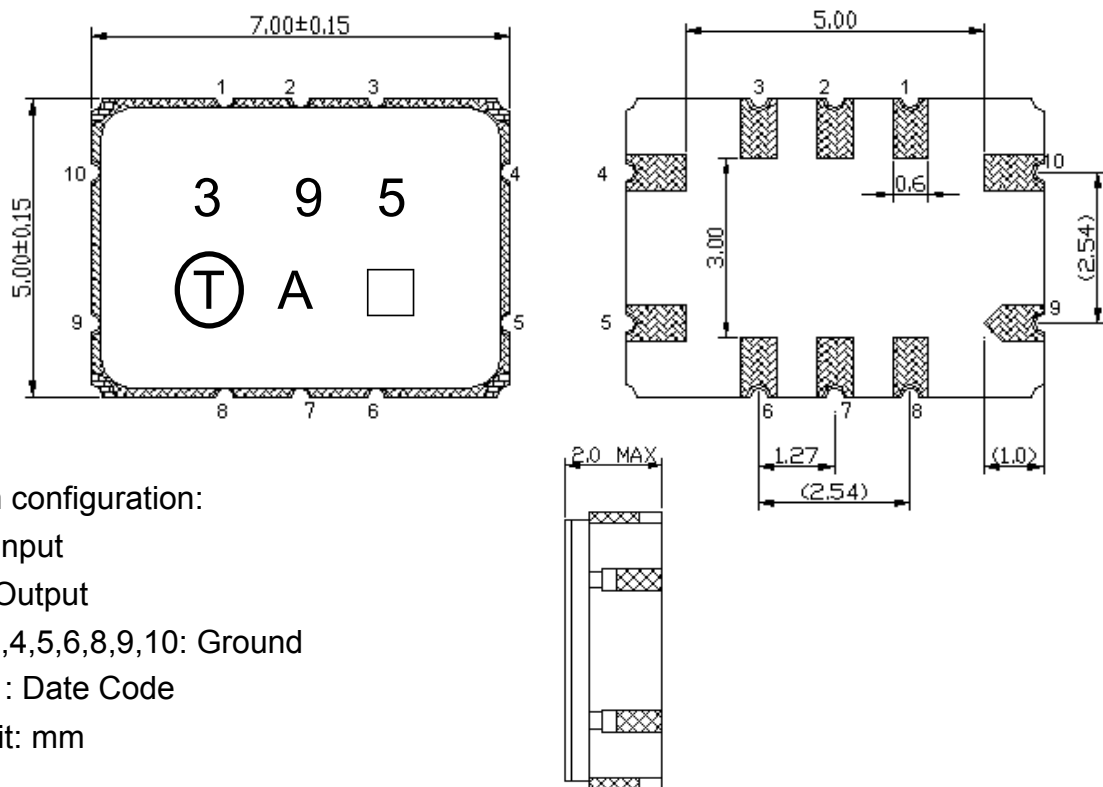 7.00±0.15
5.00
1 2 3
3 2 1
10
4
4
10
3 9 5
0.6
5.00±0.15
3.00
(2.54)
T A
9
5
5
9
8 7 6
6 7 8
2.0 MAX
1.27
(1.0)
(2.54)
configuration:
nput
Output
,4,5,6,8,9,10: Ground
: Date Code
it: mm